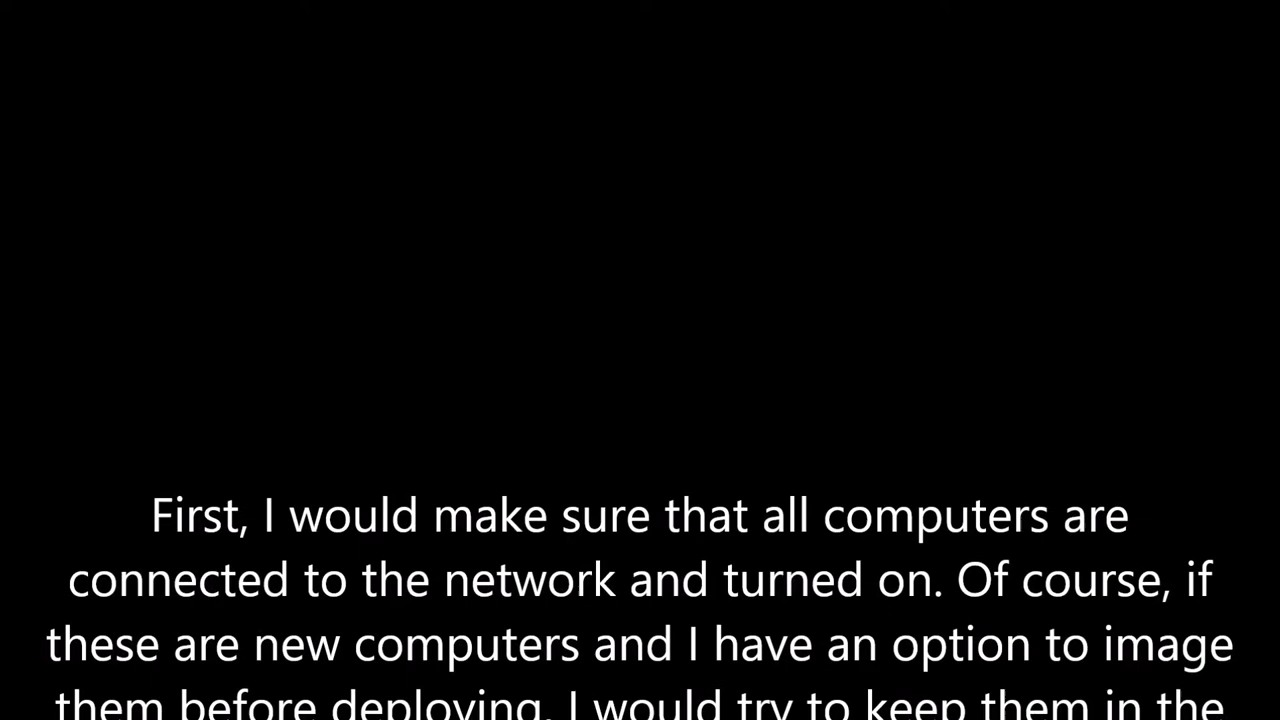 First, I would make sure that all computers are
connected to the network and turned on. Of course, if
these are new computers and I have an option to image
them before deploying, I would try to keep them in the